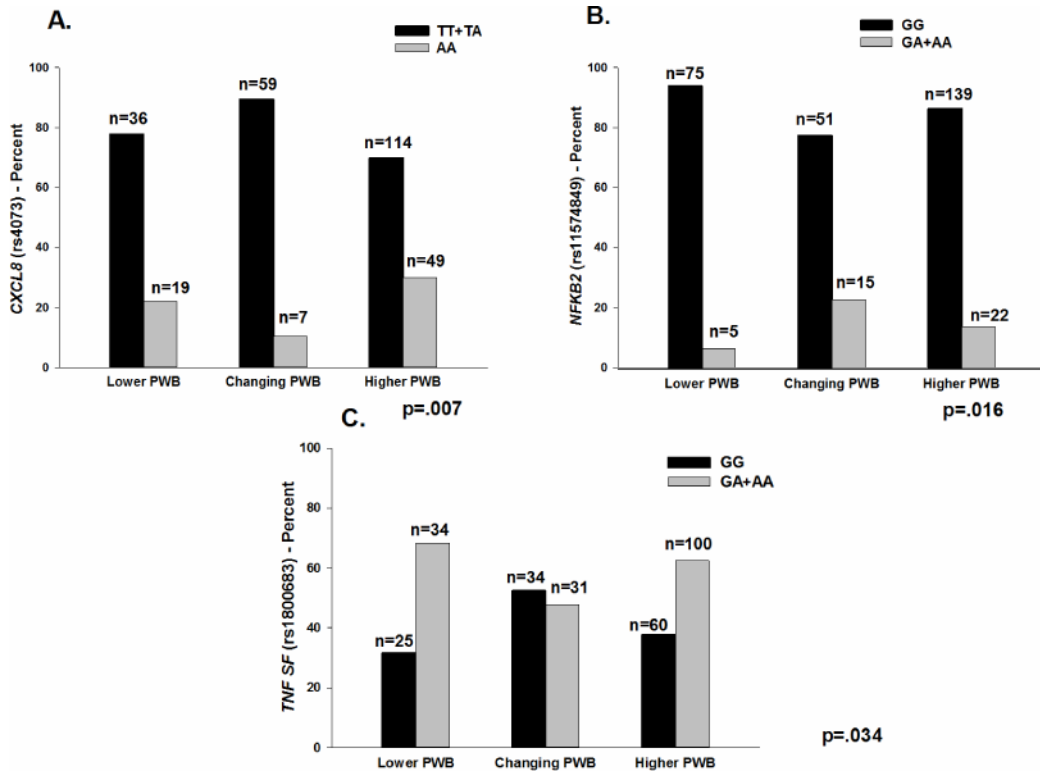 A.
TT+TA
AA
CXCL8 (rs4073) - Percent
100
80
60
40
20
0
n=36
n=19
n=59
n=7
n=114
n=49
Lower PWB
Changing PWB
Higher PWB
p=.007
B.
GG
GA+AA
NFKB2 (rs11574849) - Percent
100
80
60
40
20
0
n=75
n=5
n=51
n=15
n=139
n=22
Lower PWB
Changing PWB
Higher PWB
p=.016
C.
GG
GA+AA
TNF SF (rs1800683) - Percent
100
80
60
40
20
0
n=25
n=34
n=34
n=31
n=60
n=100
Lower PWB
Changing PWB
Higher PWB
p=.034